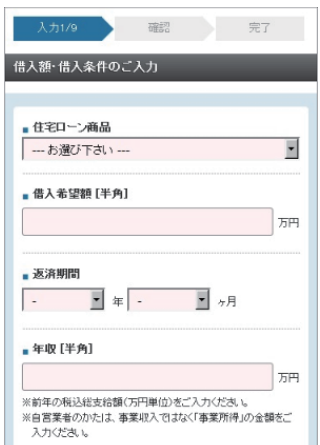 入力1/9 確認 完了
借入額・借入条件のご入力
住宅ローン商品
--- お選び下さい ---
借入希望額 [半角]
万円
返済期間
- 年 - ヶ月
年収 [半角]
万円
※前年の税込総支給額(万円単位)をご入力ください。
※自営業者のかたは、事業収入ではなく「事業所得」の金額をご
入力ください。